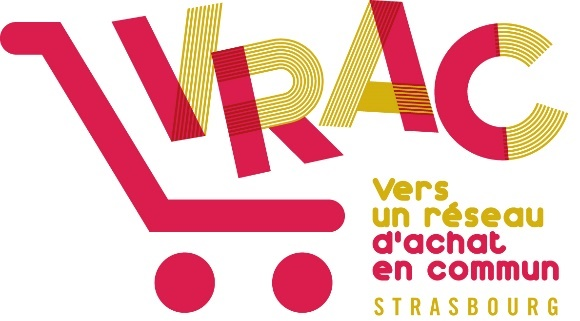 VRAC
Vers
un réseau
d'achat
en commun
STRASBOURG